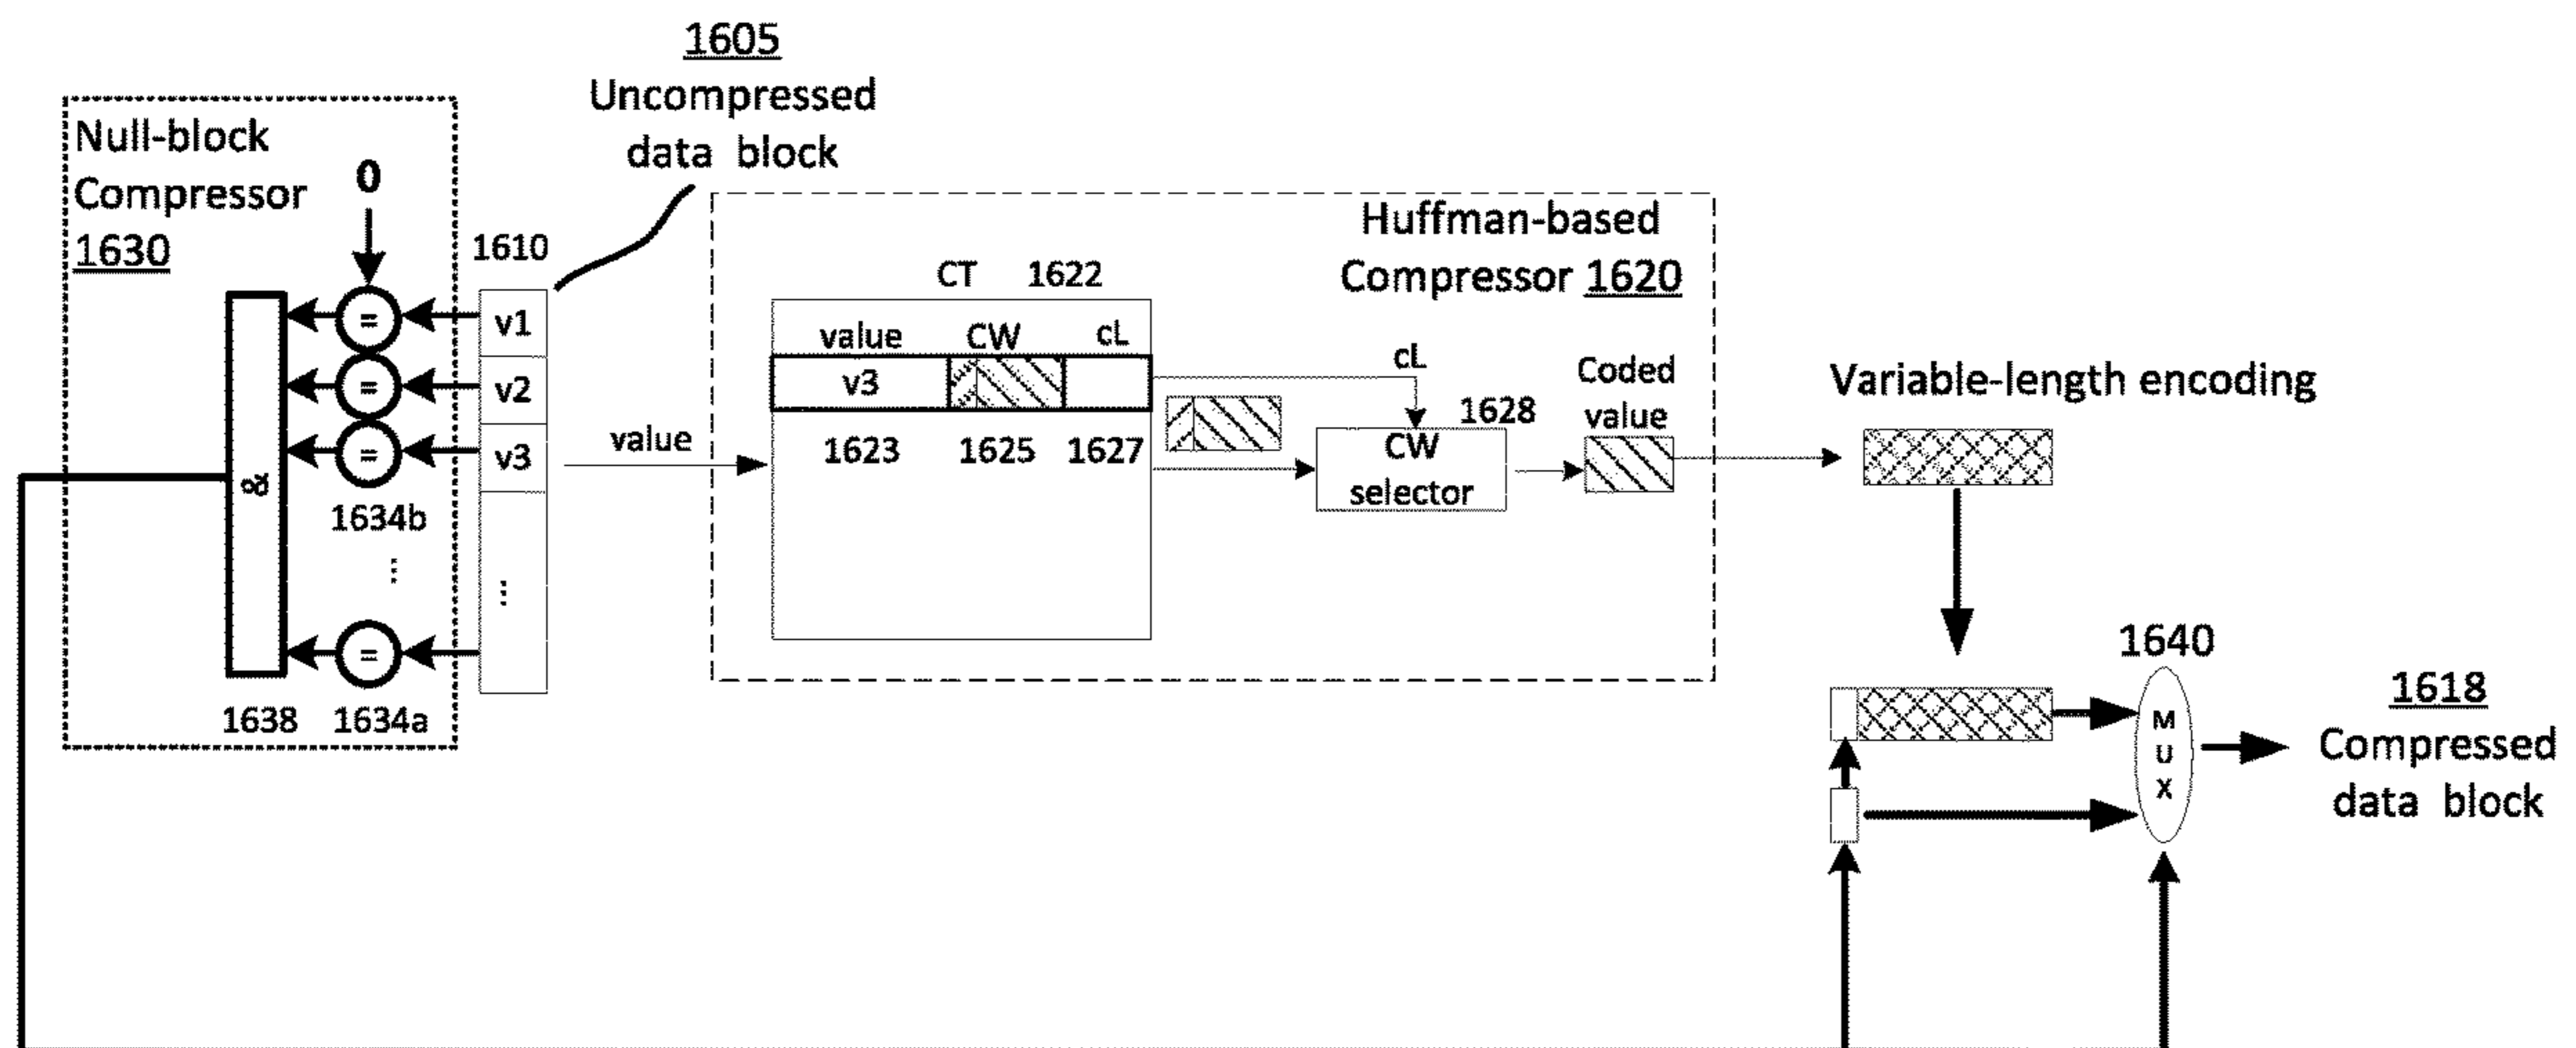 1605
Uncompressed
data block
Null-block
Compressor
1630
0
1610
=
v1
=
v2
=
v3
&
1634b
...
...
=
1638
1634a
value
Huffman-based
Compressor 1620
CT
1622
value
CW
cL
v3
1623
1625
1627
cL
1628
CW
selector
Coded
value
Variable-length encoding
1640
M
U
X
1618
Compressed
data block